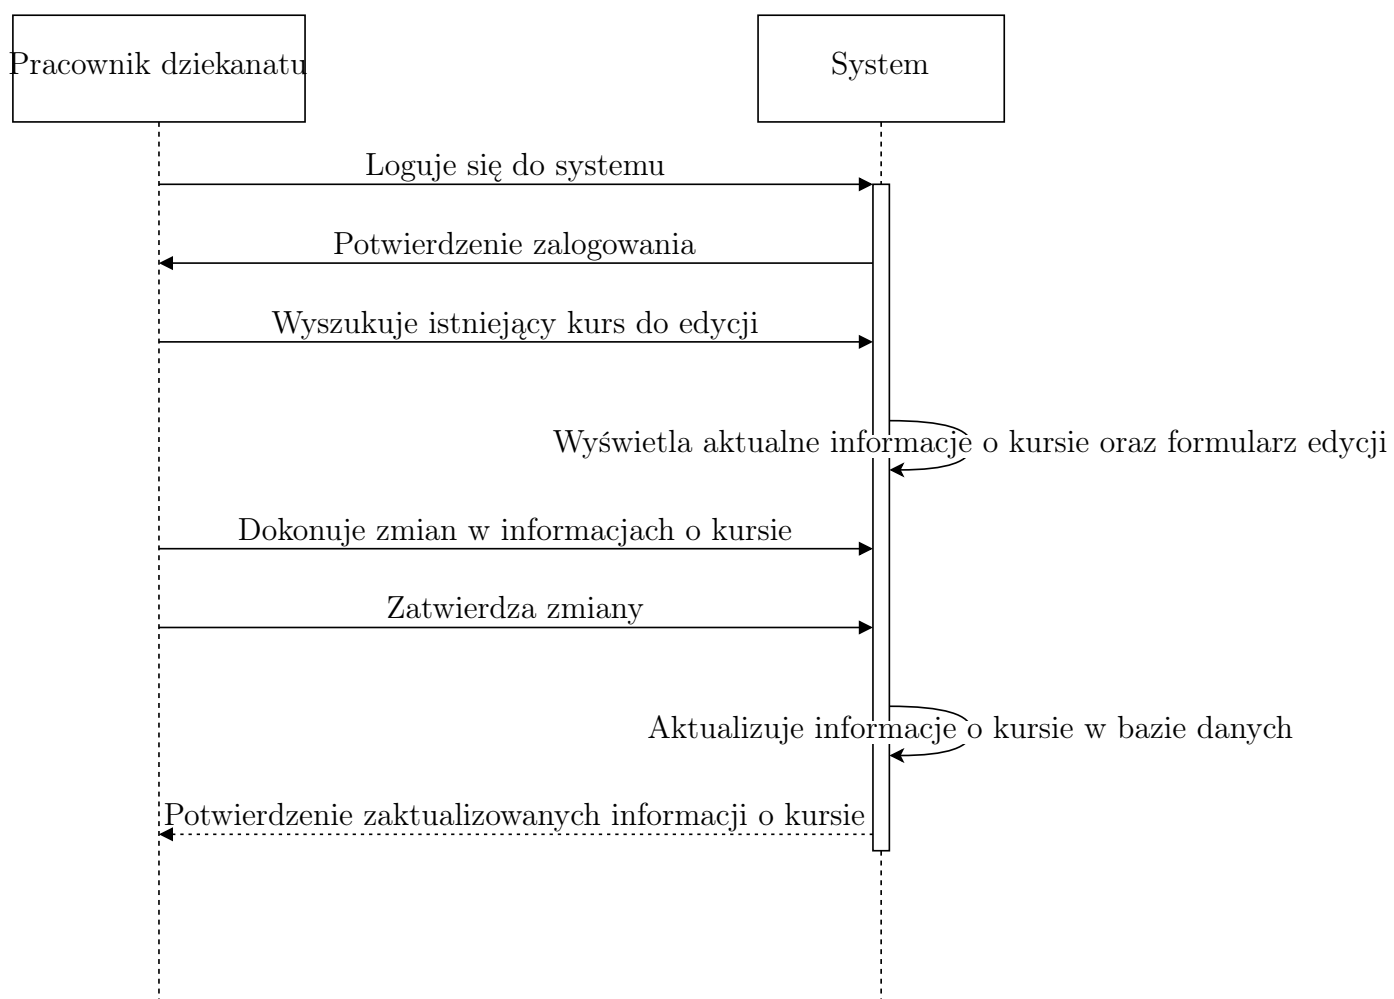 Pracownik dziekanatu
System
Loguje się do systemu
Potwierdzenie zalogowania
Wyszukuje istniejący kurs do edycji
Wyświetla aktualne informacje o kursie oraz formularz edycji
Dokonuje zmian w informacjach o kursie
Zatwierdza zmiany
Aktualizuje informacje o kursie w bazie danych
Potwierdzenie zaktualizowanych informacji o kursie